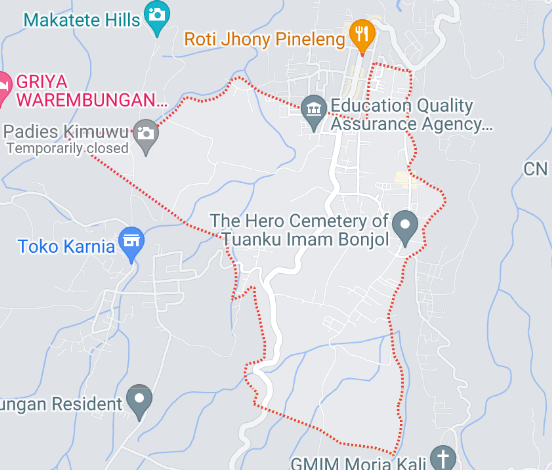 Makatete Hills
Roti Jhony Pineleng
GRIYA
WAREMBUNGAN...
Education Quality
Assurance Agency...
Padies Kimuwu
Temporarily closed
CN
The Hero Cemetery of
Tuanku Imam Bonjol
Toko Karnia
ungan Resident
GMIM Moria Kali